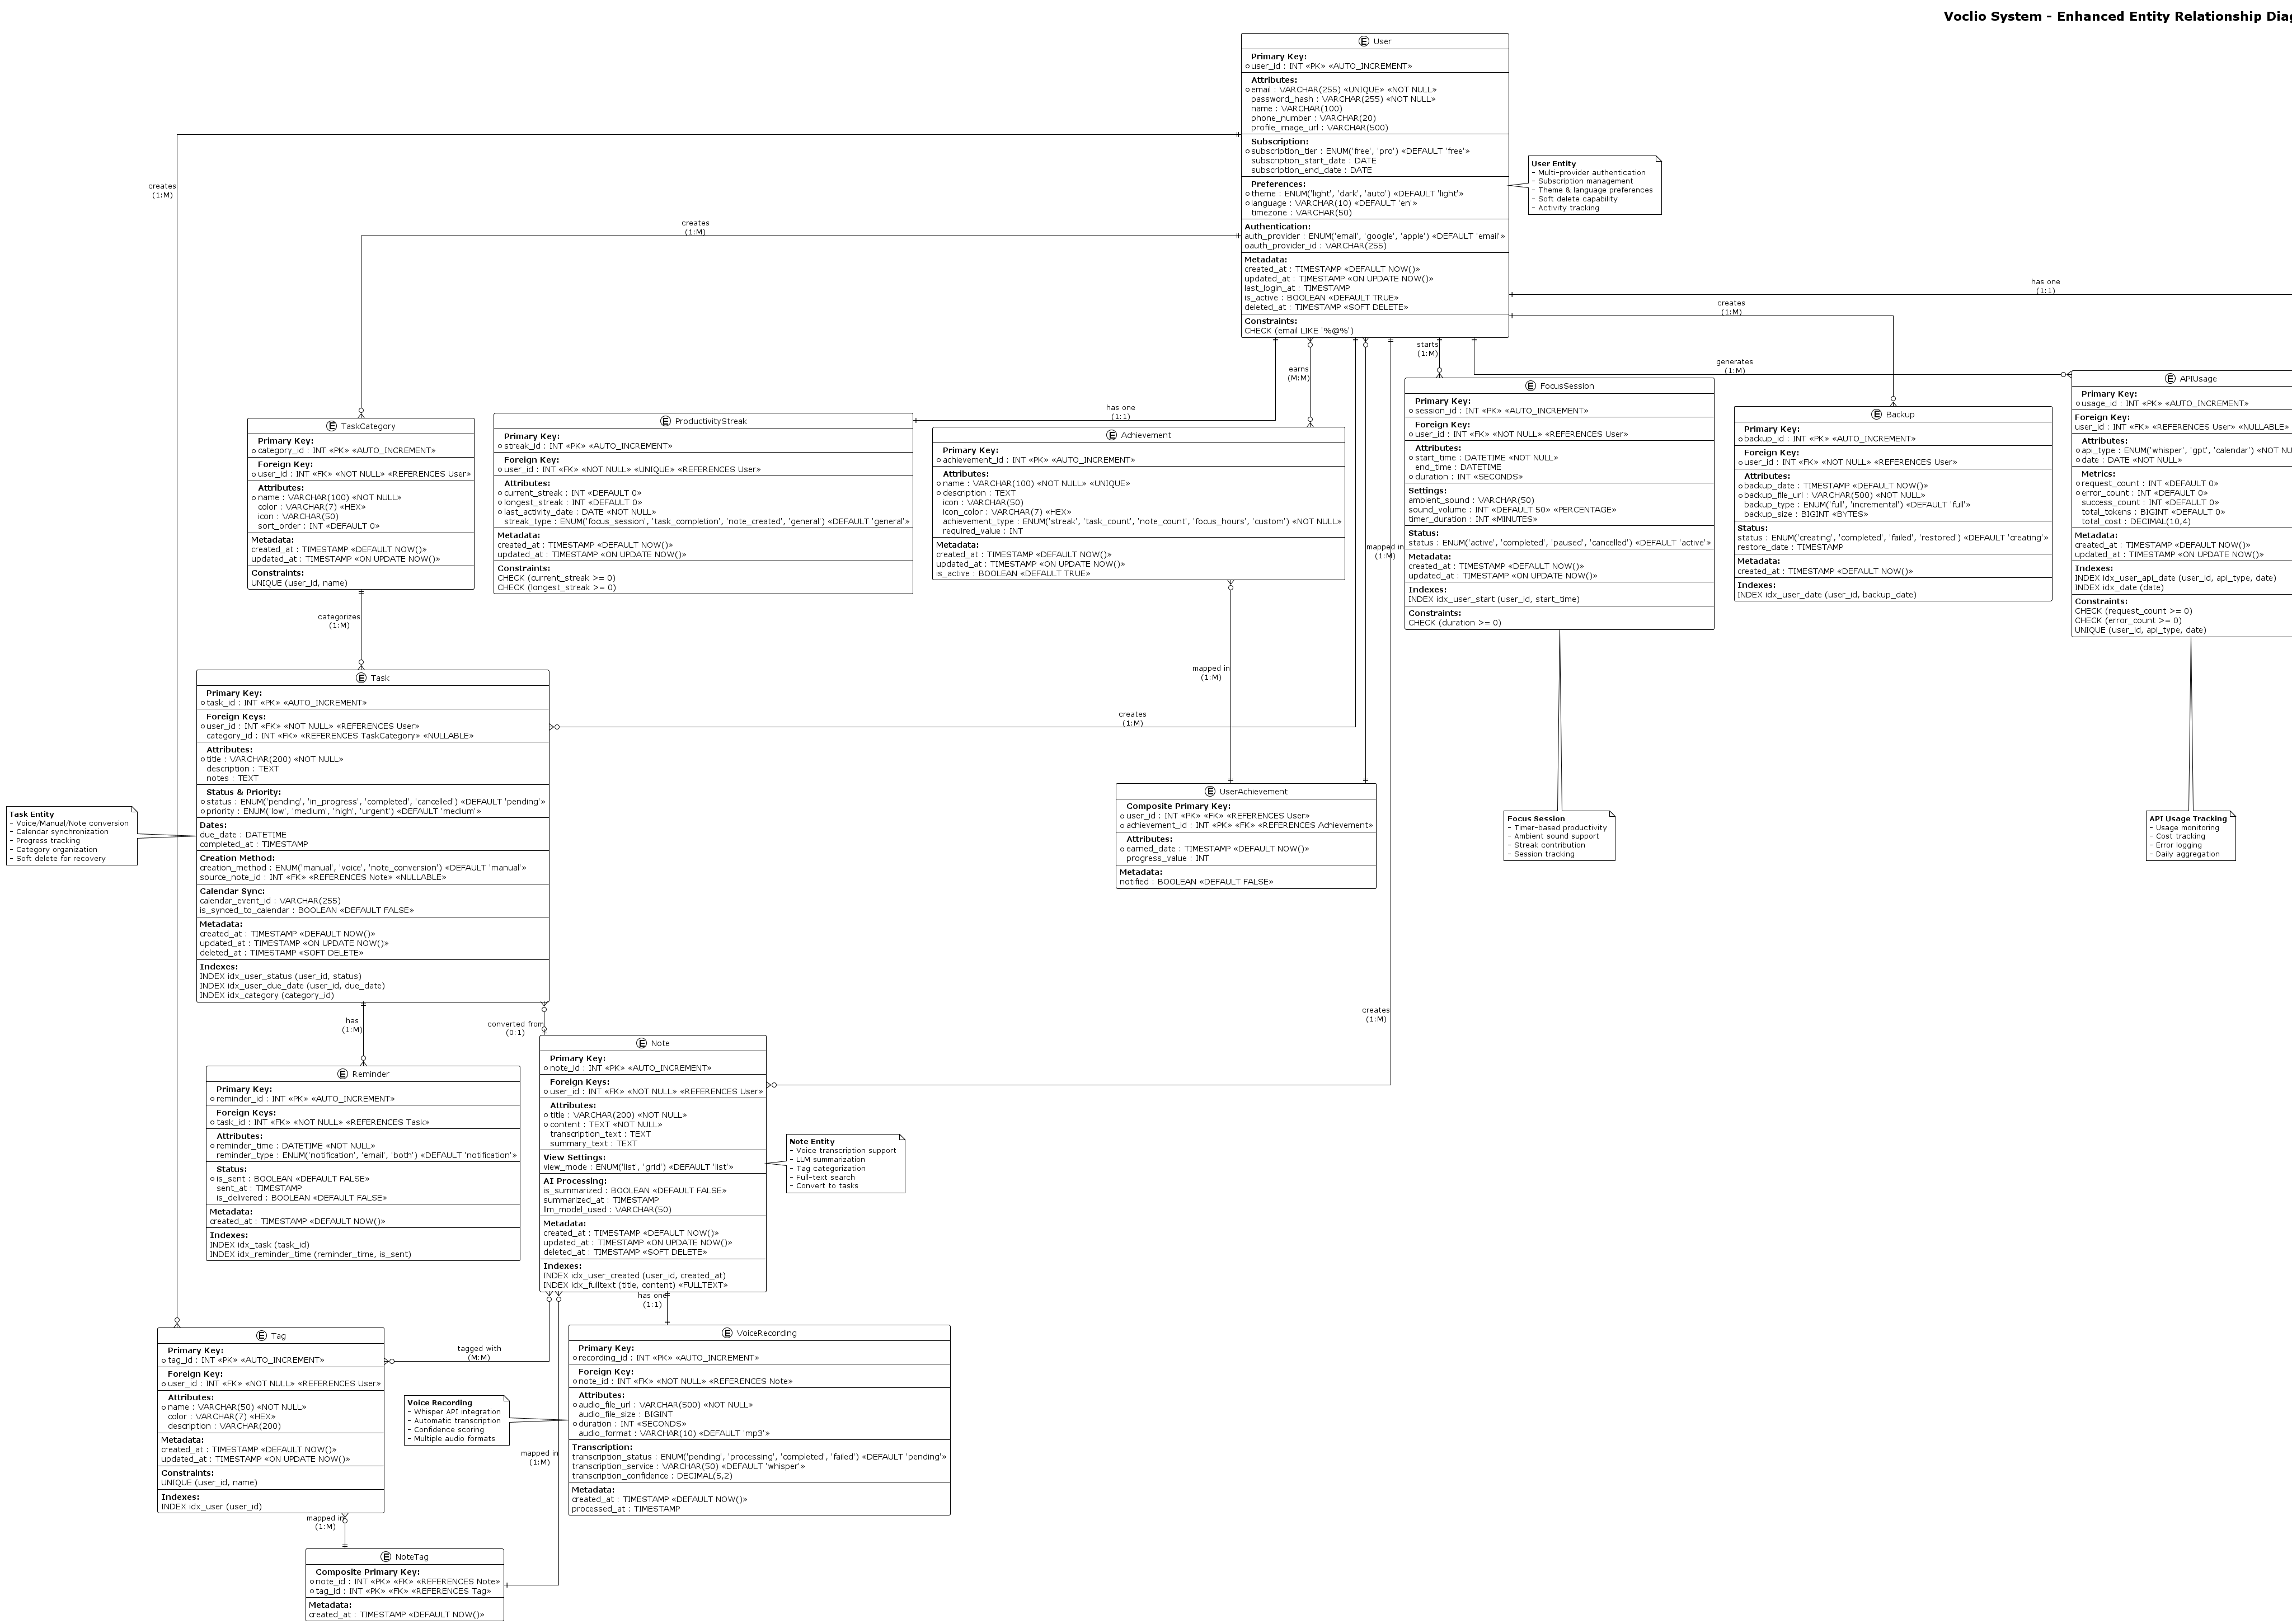 Voclio System - Enhanced Entity Relationship Diag
E User
Primary Key:
user_id : INT «PK» «AUTO_INCREMENT»
Attributes:
email : VARCHAR(255) «UNIQUE» «NOT NULL»
password_hash : VARCHAR(255) «NOT NULL»
name : VARCHAR(100)
phone_number : VARCHAR(20)
profile_image_url : VARCHAR(500)
Subscription:
subscription_tier : ENUM('free', 'pro') «DEFAULT 'free'»
subscription_start_date : DATE
subscription_end_date : DATE
Preferences:
theme : ENUM('light', 'dark', 'auto') «DEFAULT 'light'»
language : VARCHAR(10) «DEFAULT 'en'»
timezone : VARCHAR(50)
Authentication:
auth_provider : ENUM('email', 'google', 'apple') «DEFAULT 'email'»
oauth_provider_id : VARCHAR(255)
Metadata:
created_at : TIMESTAMP «DEFAULT NOW()»
updated_at : TIMESTAMP «ON UPDATE NOW()»
last_login_at : TIMESTAMP
is_active : BOOLEAN «DEFAULT TRUE»
deleted_at : TIMESTAMP «SOFT DELETE»
Constraints:
CHECK (email LIKE '%@%')
User Entity
- Multi-provider authentication
- Subscription management
- Theme & language preferences
- Soft delete capability
- Activity tracking
creates
(1:M)
creates
(1:M)
has one
(1:1)
creates
(1:M)
starts
(1:M)
generates
(1:M)
earns
(M:M)
has one
(1:1)
E TaskCategory
Primary Key:
category_id : INT «PK» «AUTO_INCREMENT»
Foreign Key:
user_id : INT «FK» «NOT NULL» «REFERENCES User»
Attributes:
name : VARCHAR(100) «NOT NULL»
color : VARCHAR(7) «HEX»
icon : VARCHAR(50)
sort_order : INT «DEFAULT 0»
Metadata:
created_at : TIMESTAMP «DEFAULT NOW()»
updated_at : TIMESTAMP «ON UPDATE NOW()»
Constraints:
UNIQUE (user_id, name)
E ProductivityStreak
Primary Key:
streak_id : INT «PK» «AUTO_INCREMENT»
Foreign Key:
user_id : INT «FK» «NOT NULL» «UNIQUE» «REFERENCES User»
Attributes:
current_streak : INT «DEFAULT 0»
longest_streak : INT «DEFAULT 0»
last_activity_date : DATE «NOT NULL»
streak_type : ENUM('focus_session', 'task_completion', 'note_created', 'general') «DEFAULT 'general'»
Metadata:
created_at : TIMESTAMP «DEFAULT NOW()»
updated_at : TIMESTAMP «ON UPDATE NOW()»
Constraints:
CHECK (current_streak >= 0)
CHECK (longest_streak >= 0)
E Achievement
Primary Key:
achievement_id : INT «PK» «AUTO_INCREMENT»
Attributes:
name : VARCHAR(100) «NOT NULL» «UNIQUE»
description : TEXT
icon : VARCHAR(50)
icon_color : VARCHAR(7) «HEX»
achievement_type : ENUM('streak', 'task_count', 'note_count', 'focus_hours', 'custom') «NOT NULL»
required_value : INT
Metadata:
created_at : TIMESTAMP «DEFAULT NOW()»
updated_at : TIMESTAMP «ON UPDATE NOW()»
is_active : BOOLEAN «DEFAULT TRUE»
mapped in
(1:M)
E FocusSession
Primary Key:
session_id : INT «PK» «AUTO_INCREMENT»
Foreign Key:
user_id : INT «FK» «NOT NULL» «REFERENCES User»
Attributes:
start_time : DATETIME «NOT NULL»
end_time : DATETIME
duration : INT «SECONDS»
Settings:
ambient_sound : VARCHAR(50)
sound_volume : INT «DEFAULT 50» «PERCENTAGE»
timer_duration : INT «MINUTES»
Status:
status : ENUM('active', 'completed', 'paused', 'cancelled') «DEFAULT 'active'»
Metadata:
created_at : TIMESTAMP «DEFAULT NOW()»
updated_at : TIMESTAMP «ON UPDATE NOW()»
Indexes:
INDEX idx_user_start (user_id, start_time)
Constraints:
CHECK (duration >= 0)
E Backup
Primary Key:
backup_id : INT «PK» «AUTO_INCREMENT»
Foreign Key:
user_id : INT «FK» «NOT NULL» «REFERENCES User»
Attributes:
backup_date : TIMESTAMP «DEFAULT NOW()»
backup_file_url : VARCHAR(500) «NOT NULL»
backup_type : ENUM('full', 'incremental') «DEFAULT 'full'»
backup_size : BIGINT «BYTES»
Status:
status : ENUM('creating', 'completed', 'failed', 'restored') «DEFAULT 'creating'»
restore_date : TIMESTAMP
Metadata:
created_at : TIMESTAMP «DEFAULT NOW()»
Indexes:
INDEX idx_user_date (user_id, backup_date)
E APIUsage
Primary Key:
usage_id : INT «PK» «AUTO_INCREMENT»
Foreign Key:
user_id : INT «FK» «REFERENCES User» «NULLABLE»
Attributes:
api_type : ENUM('whisper', 'gpt', 'calendar') «NOT NU
date : DATE «NOT NULL»
Metrics:
request_count : INT «DEFAULT 0»
error_count : INT «DEFAULT 0»
success_count : INT «DEFAULT 0»
total_tokens : BIGINT «DEFAULT 0»
total_cost : DECIMAL(10,4)
Metadata:
created_at : TIMESTAMP «DEFAULT NOW()»
updated_at : TIMESTAMP «ON UPDATE NOW()»
Indexes:
INDEX idx_user_api_date (user_id, api_type, date)
INDEX idx_date (date)
Constraints:
CHECK (request_count >= 0)
CHECK (error_count >= 0)
UNIQUE (user_id, api_type, date)
categorizes
(1:M)
mapped in
(1:M)
creates
(1:M)
E Task
Primary Key:
task_id : INT «PK» «AUTO_INCREMENT»
Foreign Keys:
user_id : INT «FK» «NOT NULL» «REFERENCES User»
category_id : INT «FK» «REFERENCES TaskCategory» «NULLABLE»
Attributes:
title : VARCHAR(200) «NOT NULL»
description : TEXT
notes : TEXT
Status & Priority:
status : ENUM('pending', 'in_progress', 'completed', 'cancelled') «DEFAULT 'pending'»
priority : ENUM('low', 'medium', 'high', 'urgent') «DEFAULT 'medium'»
Dates:
due_date : DATETIME
completed_at : TIMESTAMP
Creation Method:
creation_method : ENUM('manual', 'voice', 'note_conversion') «DEFAULT 'manual'»
source_note_id : INT «FK» «REFERENCES Note» «NULLABLE»
Calendar Sync:
calendar_event_id : VARCHAR(255)
is_synced_to_calendar : BOOLEAN «DEFAULT FALSE»
Metadata:
created_at : TIMESTAMP «DEFAULT NOW()»
updated_at : TIMESTAMP «ON UPDATE NOW()»
deleted_at : TIMESTAMP «SOFT DELETE»
Indexes:
INDEX idx_user_status (user_id, status)
INDEX idx_user_due_date (user_id, due_date)
INDEX idx_category (category_id)
Task Entity
- Voice/Manual/Note conversion
- Calendar synchronization
- Progress tracking
- Category organization
- Soft delete for recovery
E UserAchievement
Composite Primary Key:
user_id : INT «PK» «FK» «REFERENCES User»
achievement_id : INT «PK» «FK» «REFERENCES Achievement»
Attributes:
earned_date : TIMESTAMP «DEFAULT NOW()»
progress_value : INT
Metadata:
notified : BOOLEAN «DEFAULT FALSE»
Focus Session
- Timer-based productivity
- Ambient sound support
- Streak contribution
- Session tracking
API Usage Tracking
- Usage monitoring
- Cost tracking
- Error logging
- Daily aggregation
creates
(1:M)
has
(1:M)
converted from
(0:1)
E Reminder
Primary Key:
reminder_id : INT «PK» «AUTO_INCREMENT»
Foreign Keys:
task_id : INT «FK» «NOT NULL» «REFERENCES Task»
Attributes:
reminder_time : DATETIME «NOT NULL»
reminder_type : ENUM('notification', 'email', 'both') «DEFAULT 'notification'»
Status:
is_sent : BOOLEAN «DEFAULT FALSE»
sent_at : TIMESTAMP
is_delivered : BOOLEAN «DEFAULT FALSE»
Metadata:
created_at : TIMESTAMP «DEFAULT NOW()»
Indexes:
INDEX idx_task (task_id)
INDEX idx_reminder_time (reminder_time, is_sent)
E Note
Primary Key:
note_id : INT «PK» «AUTO_INCREMENT»
Foreign Keys:
user_id : INT «FK» «NOT NULL» «REFERENCES User»
Attributes:
title : VARCHAR(200) «NOT NULL»
content : TEXT «NOT NULL»
transcription_text : TEXT
summary_text : TEXT
View Settings:
view_mode : ENUM('list', 'grid') «DEFAULT 'list'»
AI Processing:
is_summarized : BOOLEAN «DEFAULT FALSE»
summarized_at : TIMESTAMP
llm_model_used : VARCHAR(50)
Metadata:
created_at : TIMESTAMP «DEFAULT NOW()»
updated_at : TIMESTAMP «ON UPDATE NOW()»
deleted_at : TIMESTAMP «SOFT DELETE»
Indexes:
INDEX idx_user_created (user_id, created_at)
INDEX idx_fulltext (title, content) «FULLTEXT»
Note Entity
- Voice transcription support
- LLM summarization
- Tag categorization
- Full-text search
- Convert to tasks
has one
(1:1)
tagged with
(M:M)
E Tag
Primary Key:
tag_id : INT «PK» «AUTO_INCREMENT»
Foreign Key:
user_id : INT «FK» «NOT NULL» «REFERENCES User»
Attributes:
name : VARCHAR(50) «NOT NULL»
color : VARCHAR(7) «HEX»
description : VARCHAR(200)
Metadata:
created_at : TIMESTAMP «DEFAULT NOW()»
updated_at : TIMESTAMP «ON UPDATE NOW()»
Constraints:
UNIQUE (user_id, name)
Indexes:
INDEX idx_user (user_id)
Voice Recording
- Whisper API integration
- Automatic transcription
- Confidence scoring
- Multiple audio formats
mapped in
(1:M)
E VoiceRecording
Primary Key:
recording_id : INT «PK» «AUTO_INCREMENT»
Foreign Key:
note_id : INT «FK» «NOT NULL» «REFERENCES Note»
Attributes:
audio_file_url : VARCHAR(500) «NOT NULL»
audio_file_size : BIGINT
duration : INT «SECONDS»
audio_format : VARCHAR(10) «DEFAULT 'mp3'»
Transcription:
transcription_status : ENUM('pending', 'processing', 'completed', 'failed') «DEFAULT 'pending'»
transcription_service : VARCHAR(50) «DEFAULT 'whisper'»
transcription_confidence : DECIMAL(5,2)
Metadata:
created_at : TIMESTAMP «DEFAULT NOW()»
processed_at : TIMESTAMP
mapped in
(1:M)
E NoteTag
Composite Primary Key:
note_id : INT «PK» «FK» «REFERENCES Note»
tag_id : INT «PK» «FK» «REFERENCES Tag»
Metadata:
created_at : TIMESTAMP «DEFAULT NOW()»